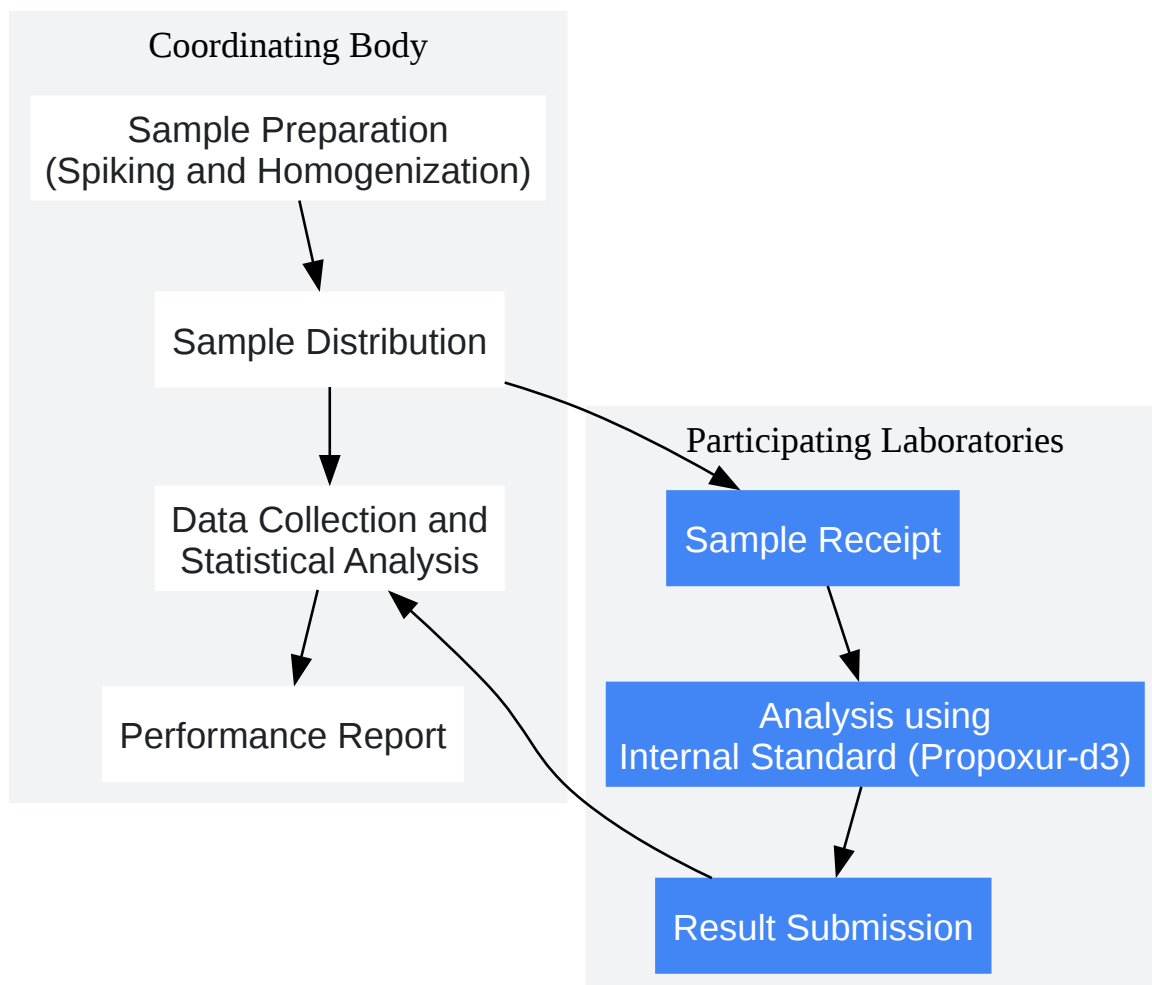 Coordinating Body
Sample Preparation
(Spiking and Homogenization)
Sample Distribution
Data Collection and
Statistical Analysis
Performance Report
Participating Laboratories
Sample Receipt
Analysis using
Internal Standard (Propoxur-d3)
Result Submission